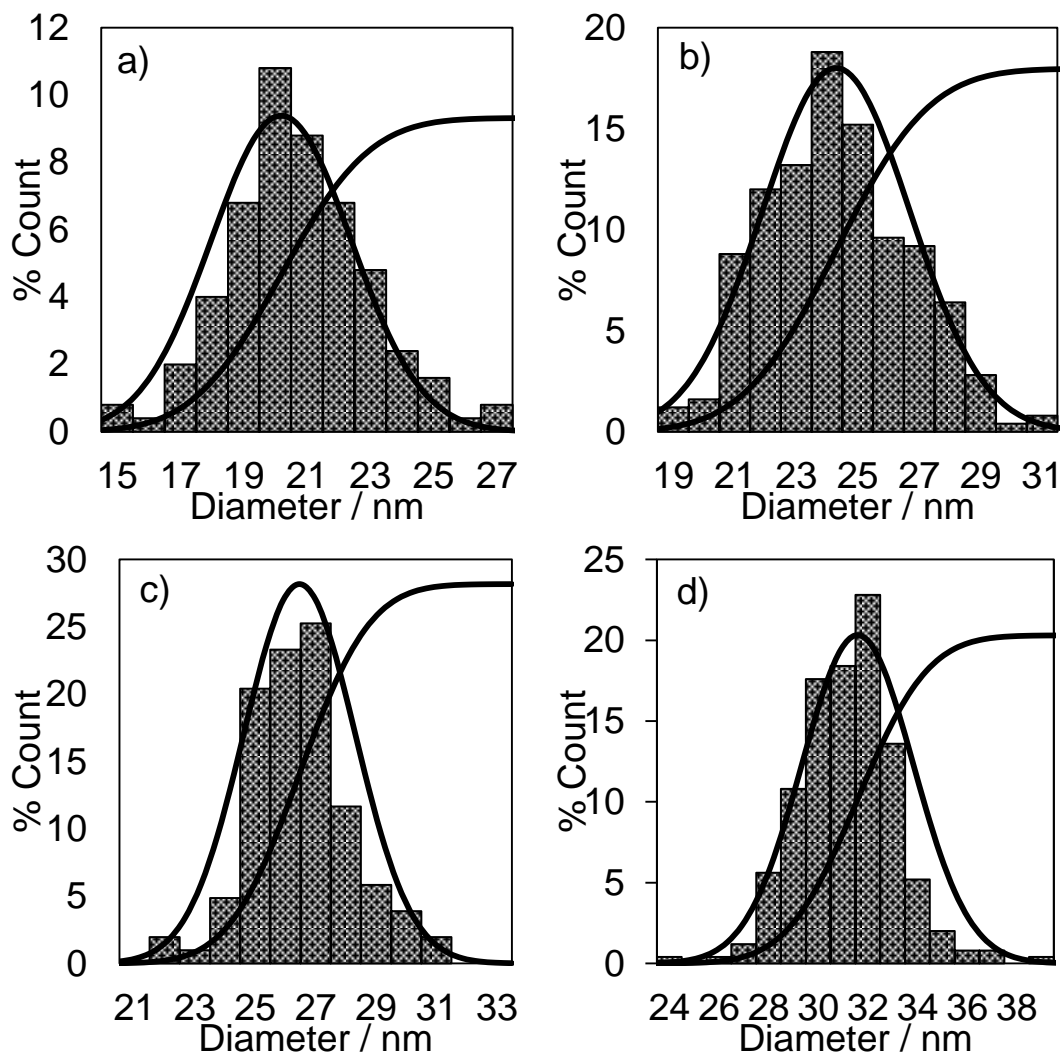 a)
12
10
8
6
4
2
0
% Count
15 17 19 21 23 25 27
Diameter / nm
b)
20
15
10
5
0
% Count
19 21 23 25 27 29 31
Diameter / nm
c)
30
25
20
15
10
5
0
% Count
21 23 25 27 29 31 33
Diameter / nm
d)
25
20
15
10
5
0
% Count
24 26 28 30 32 34 36 38
Diameter / nm